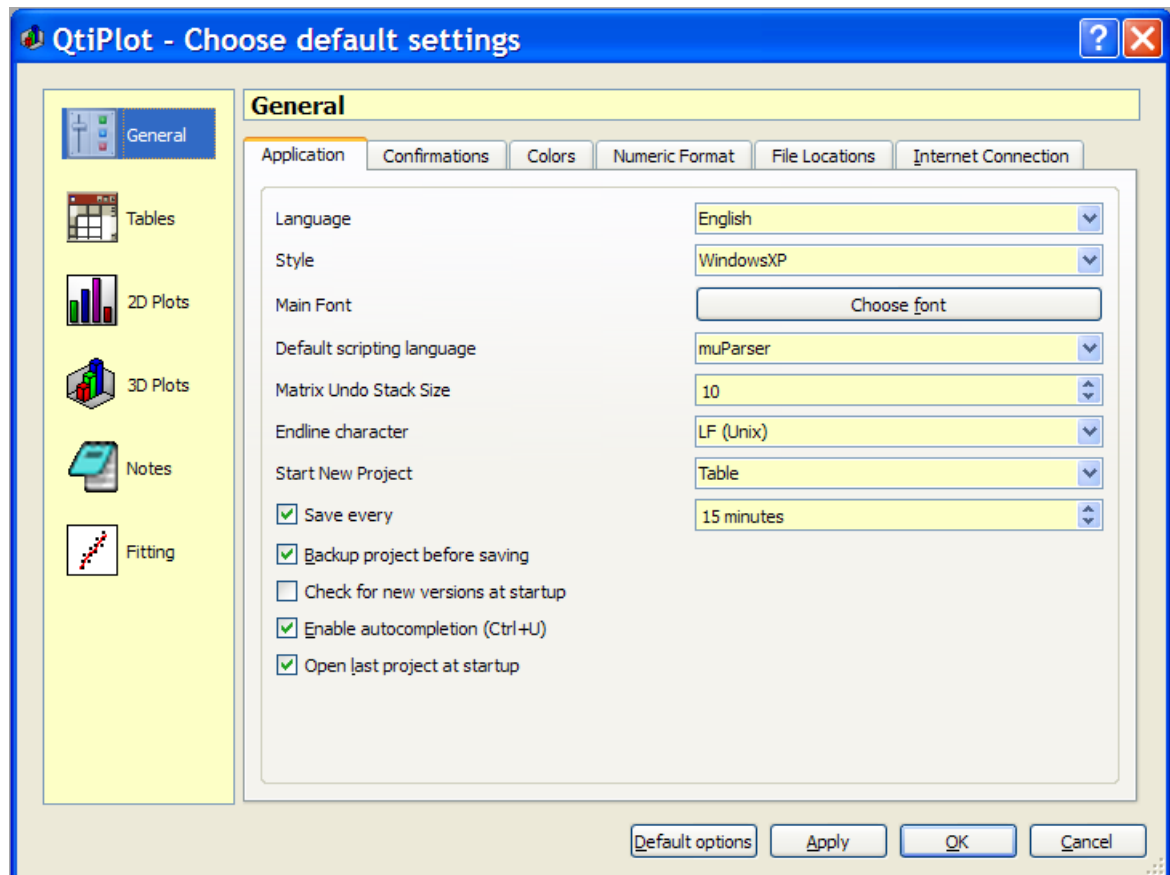 QtiPlot - Choose default settings
General
Tables
2D Plots
3D Plots
Notes
Fitting
General
Application Confirmations Colors Numeric Format File Locations Internet Connection
Language English
Style WindowsXP
Main Font Choose font
Default scripting language muParser
Matrix Undo Stack Size 10
Endline character LF (Unix)
Start New Project Table
Save every 15 minutes
Backup project before saving
Check for new versions at startup
Enable autocompletion (Ctrl+U)
Open last project at startup
Default options Apply OK Cancel